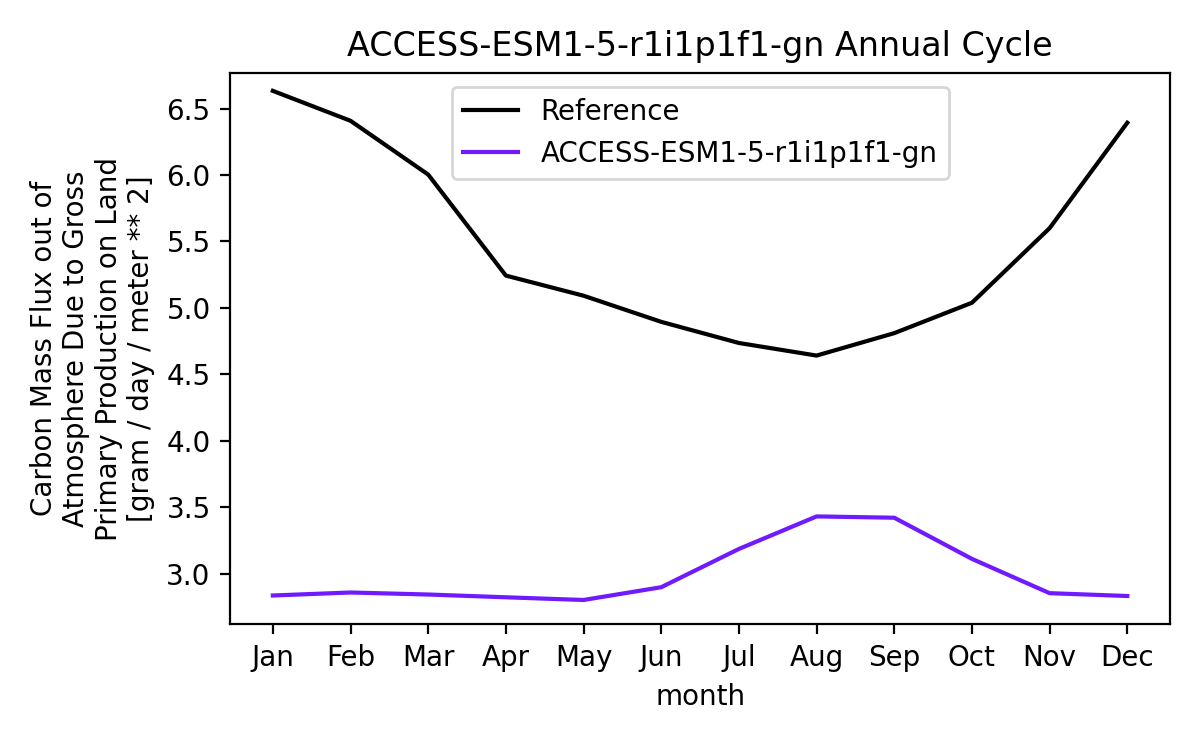 ACCESS-ESM1-5-r1i1p1f1-gn Annual Cycle
Reference
ACCESS-ESM1-5-r1i1p1f1-gn
Carbon Mass Flux out of
Atmosphere Due to Gross
Primary Production on Land
[gram / day / meter ** 2]
6.5
6.0
5.5
5.0
4.5
4.0
3.5
3.0
Jan Feb Mar Apr May Jun Jul Aug Sep Oct Nov Dec
month